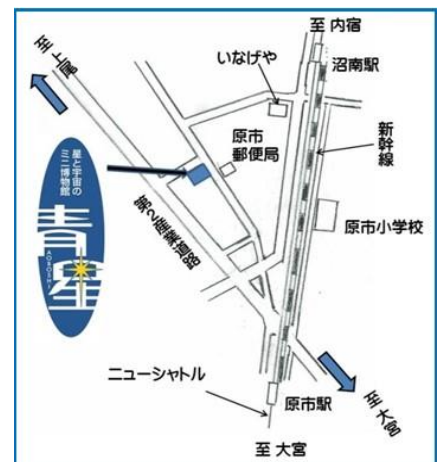 至 内宿
至 上尾
いなげや
沼南駅
新幹線
原市
郵便局
星と宇宙の
ミニ博物館
青星
AOBOSHI
第2産業道路
原市小学校
ニューシャトル
原市駅
至 大宮
至 大宮